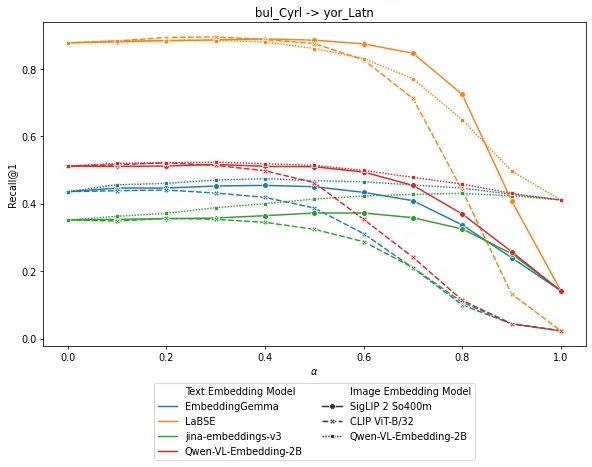 bul_Cyrl -> yor_Latn
Recall@1
0.8
0.6
0.4
0.2
0.0
0.0 0.2 0.4 0.6 0.8 1.0
α
Text Embedding Model Image Embedding Model
EmbeddingGemma SigLIP 2 So400m
LaBSE CLIP ViT-B/32
jina-embeddings-v3 Qwen-VL-Embedding-2B
Qwen-VL-Embedding-2B